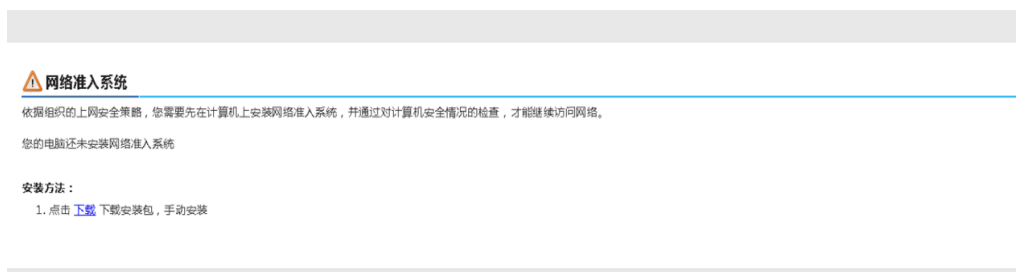 网络准入系统
依据组织的上网安全策略，您需要先在计算机上安装网络准入系统，并通过对计算机安全情况的检查，才能继续访问网络。
您的电脑还未安装网络准入系统
安装方法：
1. 点击 下载 下载安装包，手动安装